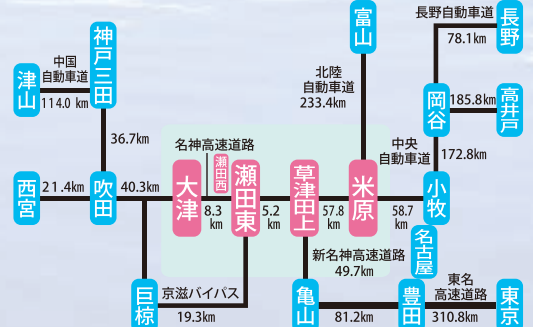 富山
長野自動車道
長野
78.1km
神戸三田
中国
自動車道
津山
114.0 km
北陸
自動車道
233.4km
岡谷
185.8km
高井戸
36.7km
名神高速道路
中央
自動車道
172.8km
西宮
21.4km
吹田
40.3km
大津
8.3
km
瀬田西
瀬田東
5.2
km
草津田上
57.8
km
米原
58.7
km
小牧
名古屋
新名神高速道路
49.7km
巨椋
京滋バイパス
19.3km
亀山
81.2km
豊田
東名
高速道路
310.8km
東京